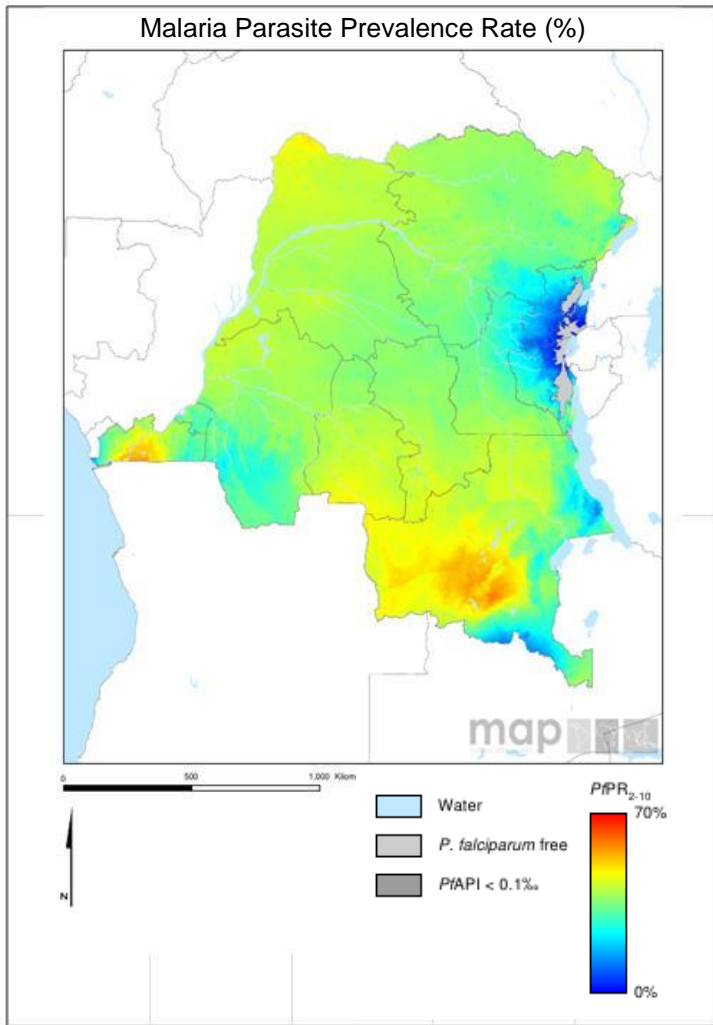 Malaria Parasite Prevalence Rate (%)
map
0 500 1,000 Kilom
N
Water
P. falciparum free
PfAPI < 0.1‰
PfPR2-10
70%
0%